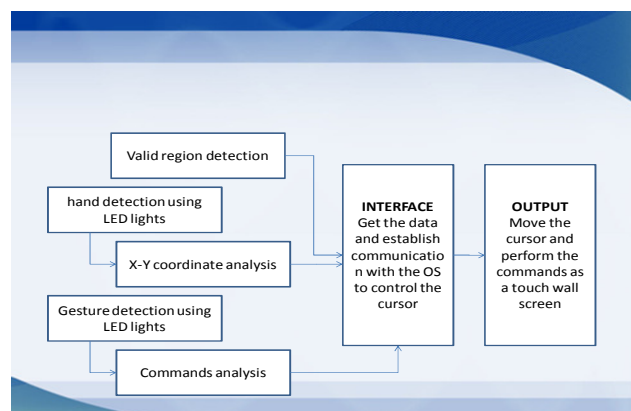 Valid region detection
hand detection using
LED lights
X-Y coordinate analysis
Gesture detection using
LED lights
Commands analysis
INTERFACE
Get the data
and establish
communicatio
n with the OS
to control the
cursor
OUTPUT
Move the
cursor and
perform the
commands as
a touch wall
screen